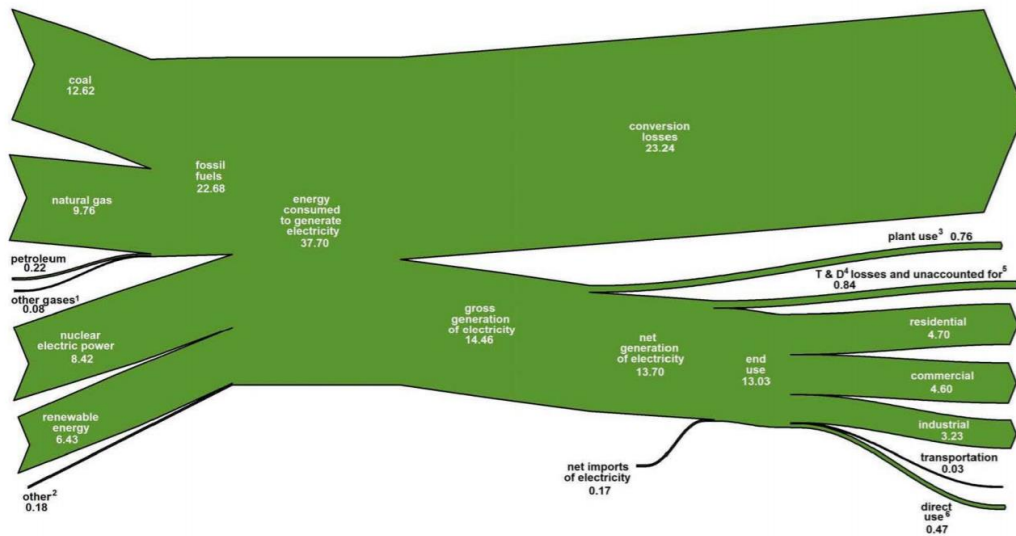 coal
12.62
natural gas
9.76
petroleum
0.22
other gases¹
0.08
nuclear
electric power
8.42
renewable
energy
6.43
other²
0.18
fossil
fuels
22.68
energy
consumed
to generate
electricity
37.70
conversion
losses
23.24
gross
generation
of electricity
14.46
plant use³ 0.76
T & D⁴ losses and unaccounted for⁵
0.84
net
generation
of electricity
13.70
net imports
of electricity
0.17
end
use
13.03
residential
4.70
commercial
4.60
industrial
3.23
transportation
0.03
direct
use⁶
0.47